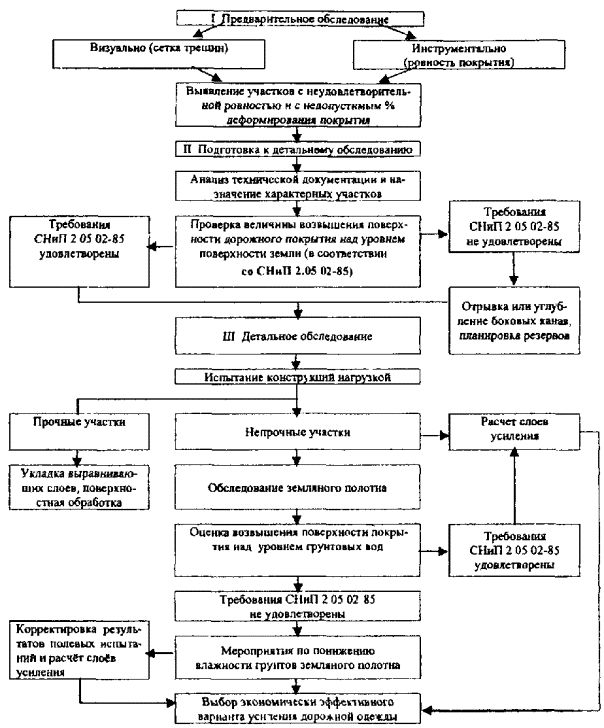 I Предварительное обследование
Визуально (сетка трещин)
Инструментально
(ровность покрытия)
Выявление участков с неудовлетворитель-
ной ровностью и с недопустимым %
деформирования покрытия
II Подготовка к детальному обследованию
Анализ технической документации и на-
значение характерных участков
Требования
СНиП 2 05 02-85
удовлетворены
Проверка величины возвышения поверх-
ности дорожного покрытия над уровнем
поверхности земли (в соответствии
со СНиП 2.05 02-85)
Требования
СНиП 2 05 02-85
не удовлетворены
Отрывка или углуб-
ление боковых канав,
планировка резервов
III Детальное обследование
Испытание конструкций нагрузкой
Прочные участки
Непрочные участки
Расчет слоев
усиления
Укладка выравниваю-
щих слоев, поверхно-
стная обработка
Обследование земляного полотна
Оценка возвышения поверхности покры-
тия над уровнем грунтовых вод
Требования
СНиП 2 05 02-85
удовлетворены
Требования СНиП 2 05 02 85
не удовлетворены
Корректировка резуль-
татов полевых испыта-
ний и расчёт слоёв
усиления
Мероприятия по понижению
влажности грунтов земляного полотна
Выбор экономически эффективного
варианта усиления дорожной одежды